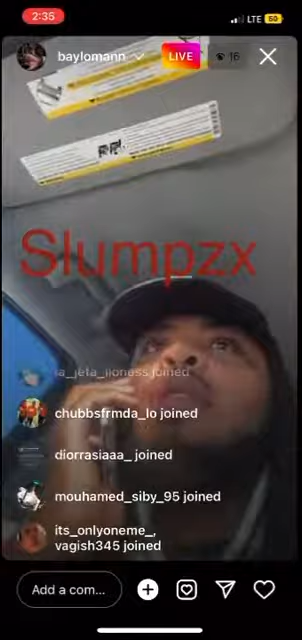 2:35
LTE 50
baylomann
LIVE
16
Slumpzx
chubbsfrmda_lo joined
diorrasiaaa_ joined
mouhamed_siby_95 joined
its_onlyoneme_,
vagish345 joined
Add a com...